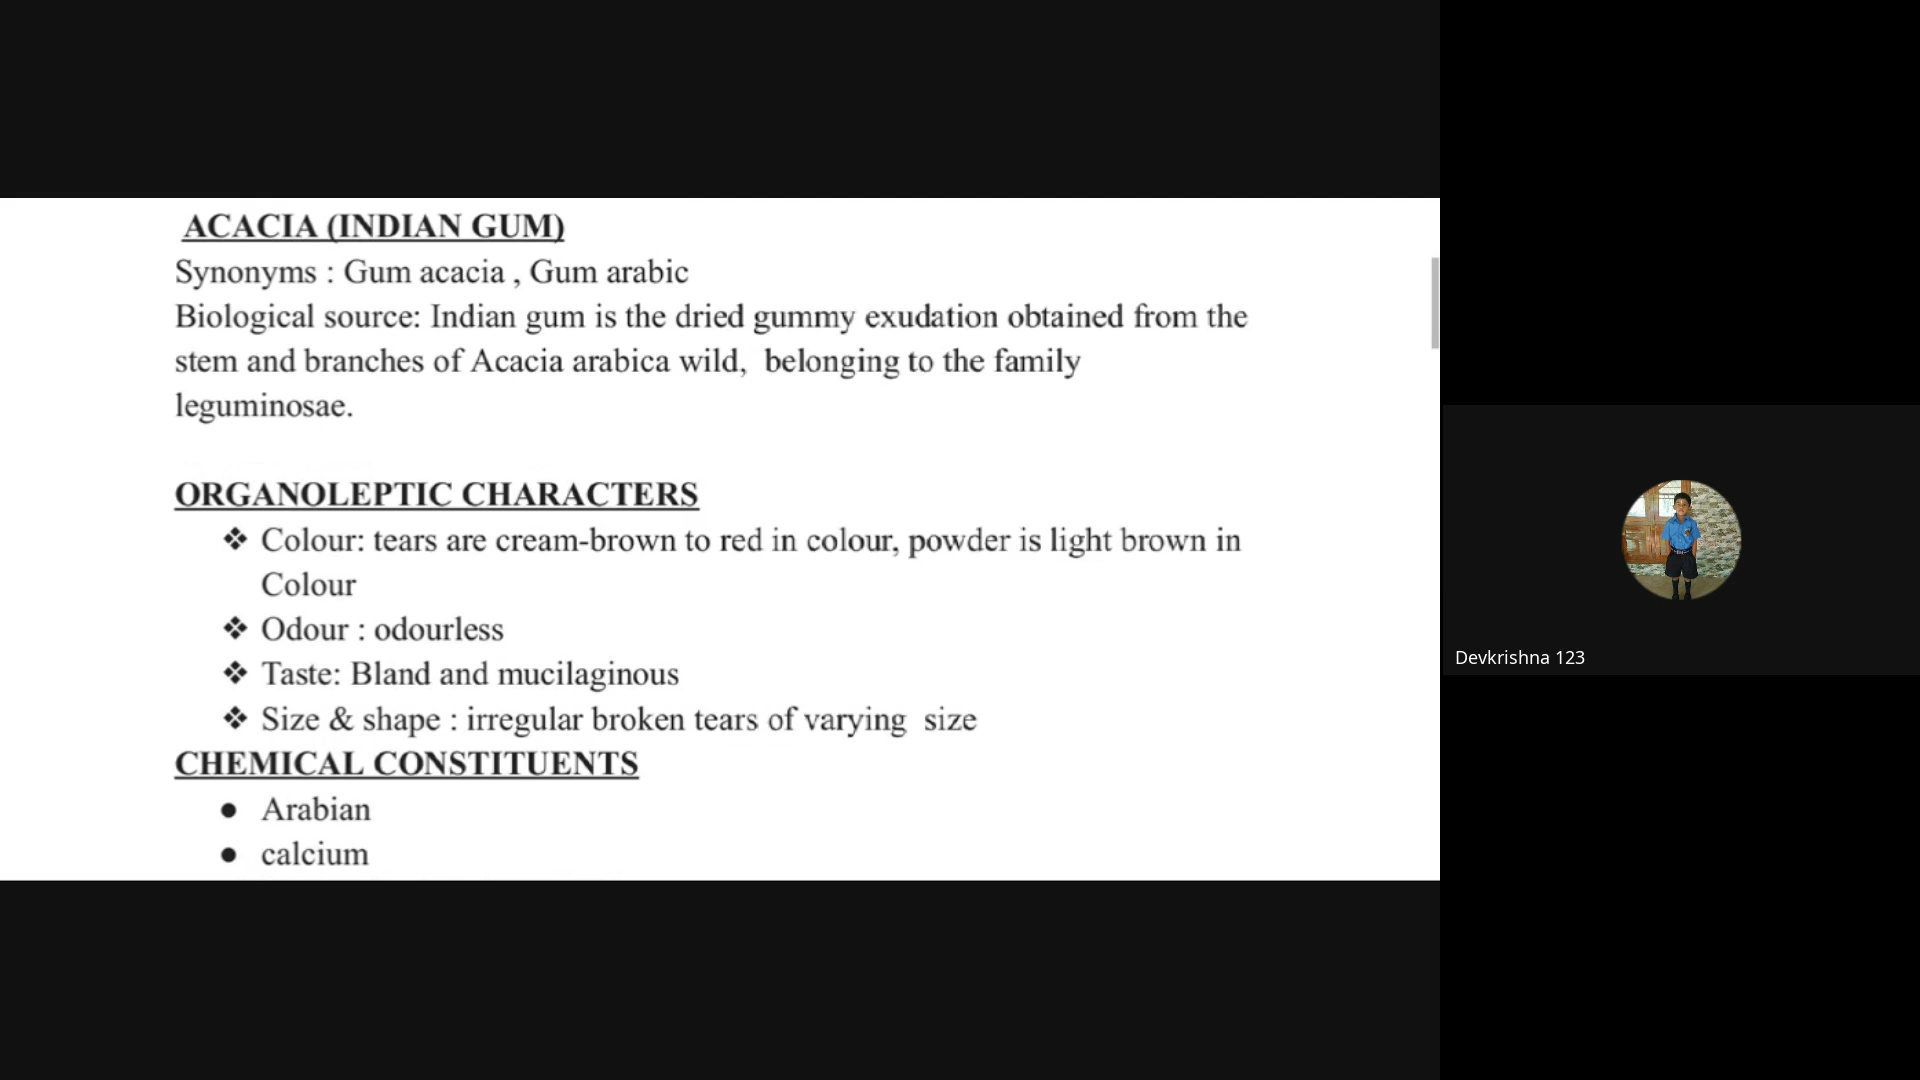 ACACIA (INDIAN GUM)
Synonyms : Gum acacia , Gum arabic
Biological source: Indian gum is the dried gummy exudation obtained from the
stem and branches of Acacia arabica wild,  belonging to the family
leguminosae.
ORGANOLEPTIC CHARACTERS
❖ Colour: tears are cream-brown to red in colour, powder is light brown in
Colour
❖ Odour : odourless
❖ Taste: Bland and mucilaginous
❖ Size & shape : irregular broken tears of varying  size
CHEMICAL CONSTITUENTS
● Arabian
● calcium
Devkrishna 123